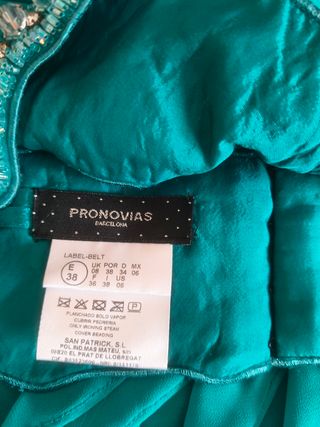 PRONOVIAS
BARCELONA
LABEL-BELT
E 38
UK POR D MX
08 38 34 06
F I US
36 38 06
P
PLANCHADO SOLO VAPOR
CUBRIR PEDRERIA
ONLY IRONING STEAM
COVER BEADING
SAN PATRICK, S.L
POL.IND.MAS MATEU, s/n
08820 EL PRAT DE LLOBREGAT